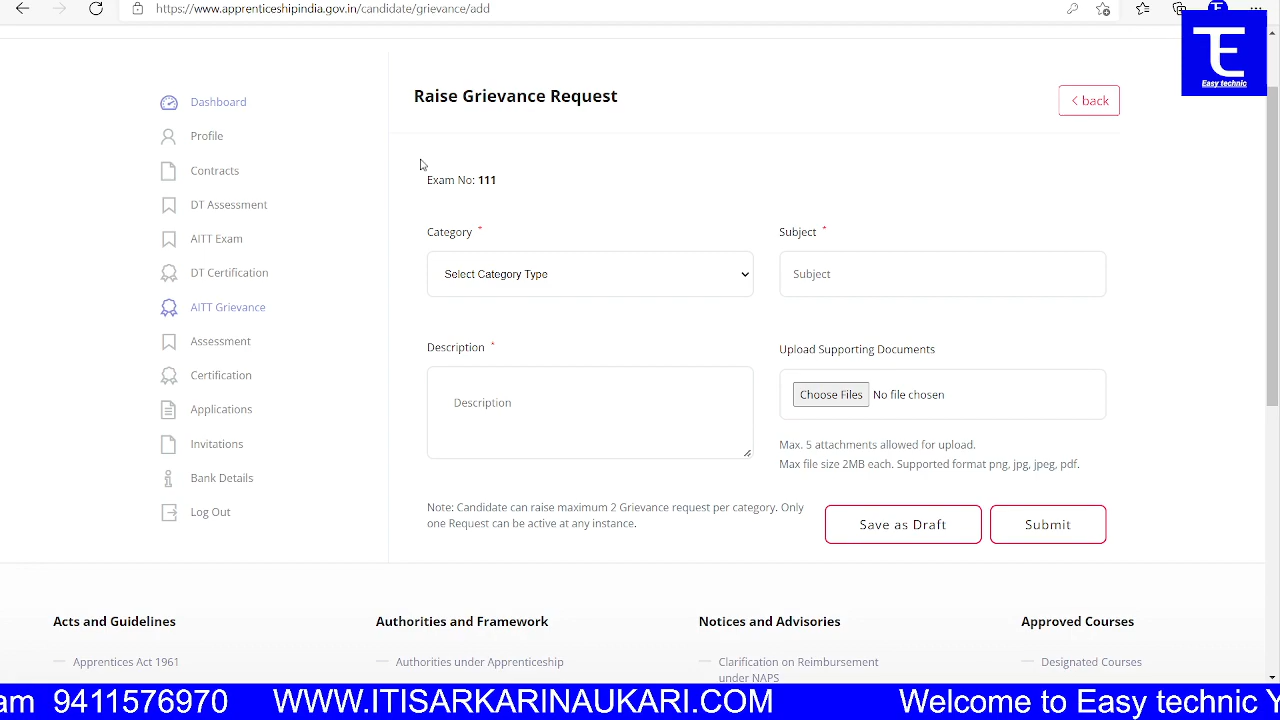 https://www.apprenticeshipindia.gov.in/candidate/grievance/add
TE
Easy technic
Dashboard
Profile
Contracts
DT Assessment
AITT Exam
DT Certification
AITT Grievance
Assessment
Certification
Applications
Invitations
Bank Details
Log Out
Raise Grievance Request
< back
Exam No: 111
Category *
Subject *
Select Category Type
Subject
Description *
Upload Supporting Documents
Description
Choose Files No file chosen
Max. 5 attachments allowed for upload.
Max file size 2MB each. Supported format png, jpg, jpeg, pdf.
Note: Candidate can raise maximum 2 Grievance request per category. Only
one Request can be active at any instance.
Save as Draft
Submit
Acts and Guidelines
Authorities and Framework
Notices and Advisories
Approved Courses
Apprentices Act 1961
Authorities under Apprenticeship
Clarification on Reimbursement
under NAPS
Designated Courses
am 9411576970 WWW.ITISARKARINAUKARI.COM Welcome to Easy technic Y